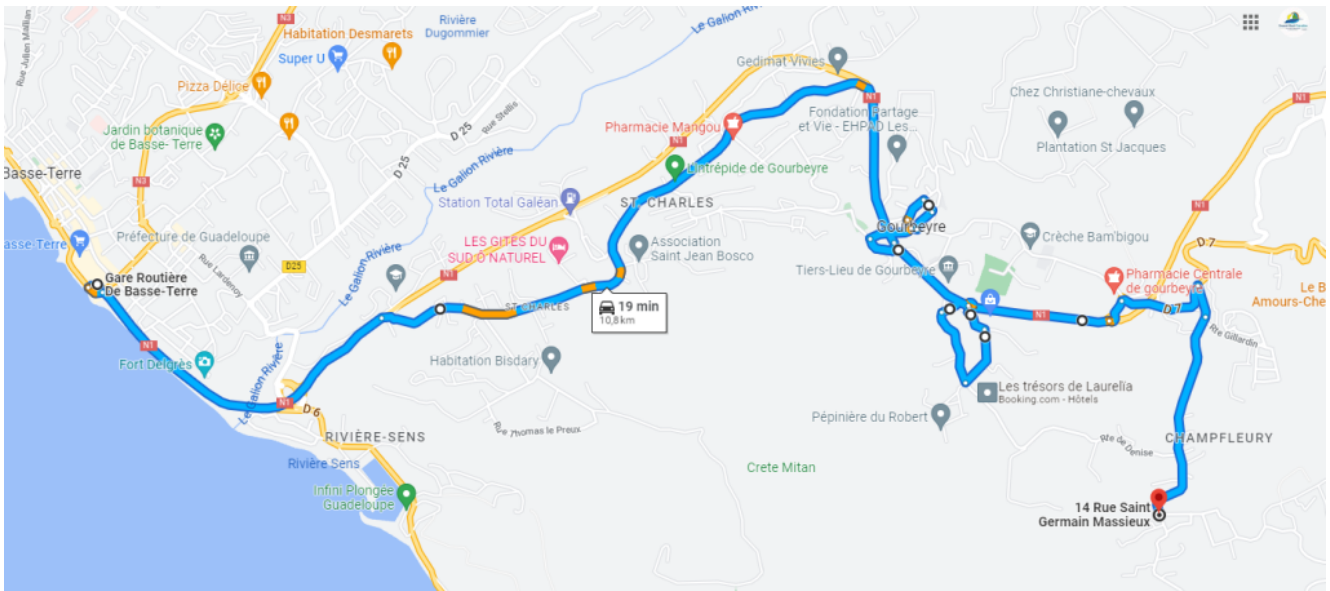 N3
Rivière
Dugommier
Le Galion Rivière
Rue Julien Mallian
Habitation Desmarets
Super U
Gedimat Vivies
Pizza Délice
Chez Christiane-chevaux
N1
Rue Stellis
D 25
Fondation Partage
et Vie - EHPAD Les...
Pharmacie Mangou
Jardin botanique
de Basse- Terre
Plantation St Jacques
N1
D 25
Le Galion Rivière
L'intrépide de Gourbeyre
Basse-Terre
N3
Station Total Galéan
ST. CHARLES
N1
Gourbeyre
Préfecture de Guadeloupe
asse-Terre
LES GITES DU
SUD O NATUREL
Association
Saint Jean Bosco
Crèche Bam'bigou
D 7
Rue Lardenoy
D25
Le Galion Rivière
Tiers-Lieu de Gourbeyre
Pharmacie Centrale
de gourbeyre
Gare Routière
De Basse-Terre
N1
Le B
Amours-Che
ST. CHARLES
19 min
10,8 km
N1
D 7
Rte Gillardin
N1
Fort Delgrès
Habitation Bisdary
Le Galion Rivière
Les trésors de Laurelïa
Booking.com - Hôtels
N1
D 6
Pépinière du Robert
Rue Thomas le Preux
RIVIÈRE-SENS
Rte de Denise
CHAMPFLEURY
Rivière Sens
Crete Mitan
Infini Plongée
Guadeloupe
14 Rue Saint
Germain Massieux